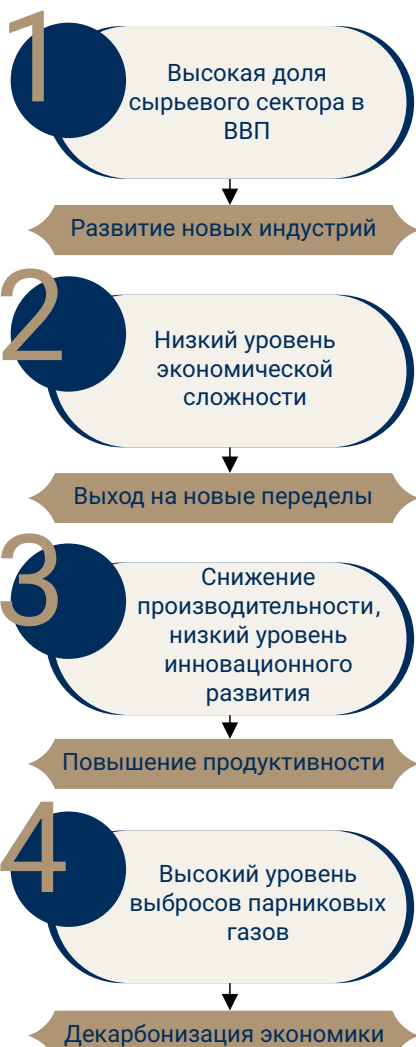 1
Высокая доля
сырьевого сектора в
ВВП
Развитие новых индустрий
2
Низкий уровень
экономической
сложности
Выход на новые переделы
3
Снижение
производительности,
низкий уровень
инновационного
развития
Повышение продуктивности
4
Высокий уровень
выбросов парниковых
газов
Декарбонизация экономики